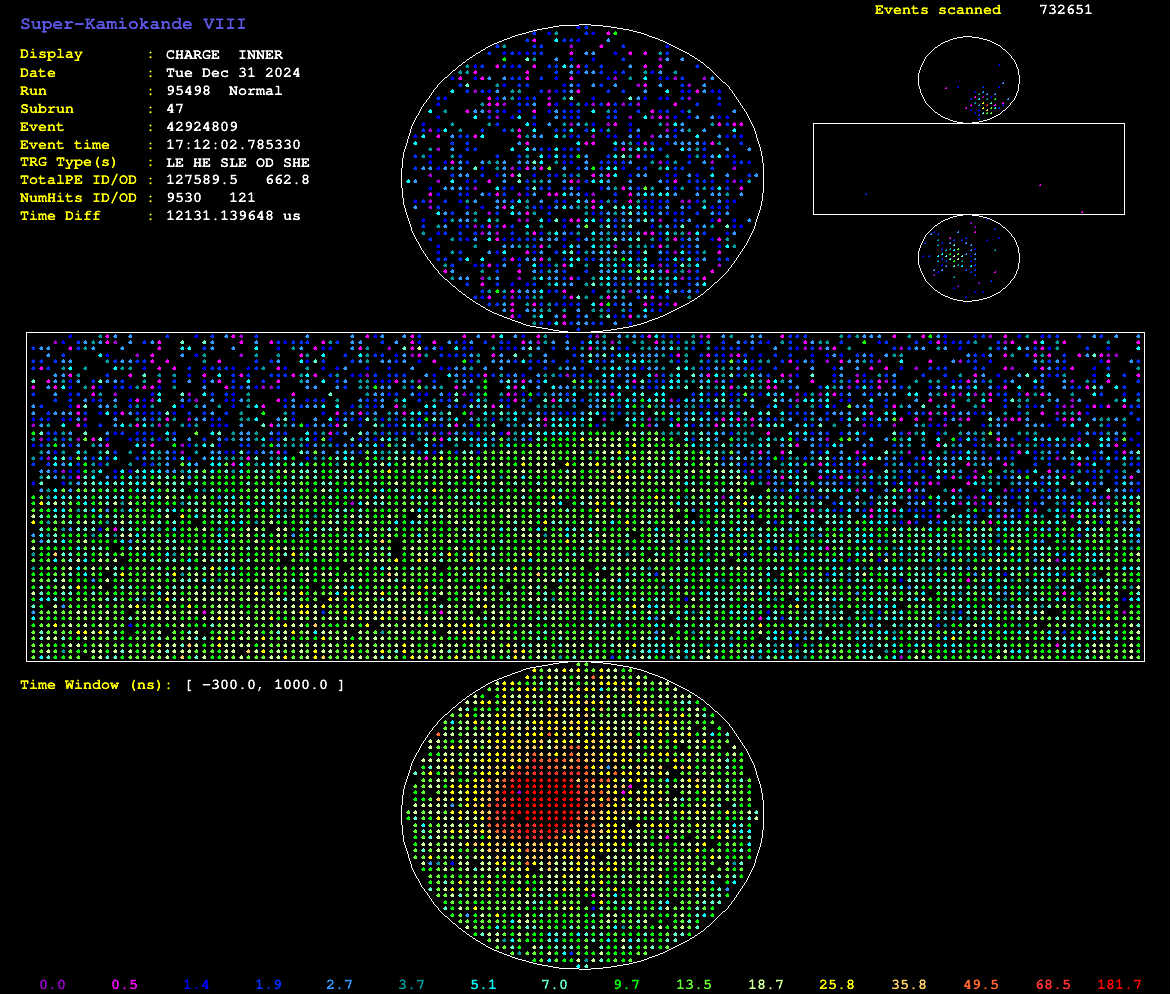 Super-Kamiokande VIII
Events scanned 732651
Display : CHARGE INNER
Date : Tue Dec 31 2024
Run : 95498 Normal
Subrun : 47
Event : 42924809
Event time : 17:12:02.785330
TRG Type(s) : LE HE SLE OD SHE
TotalPE ID/OD : 127589.5 662.8
NumHits ID/OD : 9530 121
Time Diff : 12131.139648 us
Time Window (ns): [ −300.0, 1000.0 ]
0.0 0.5 1.4 1.9 2.7 3.7 5.1 7.0 9.7 13.5 18.7 25.8 35.8 49.5 68.5 181.7